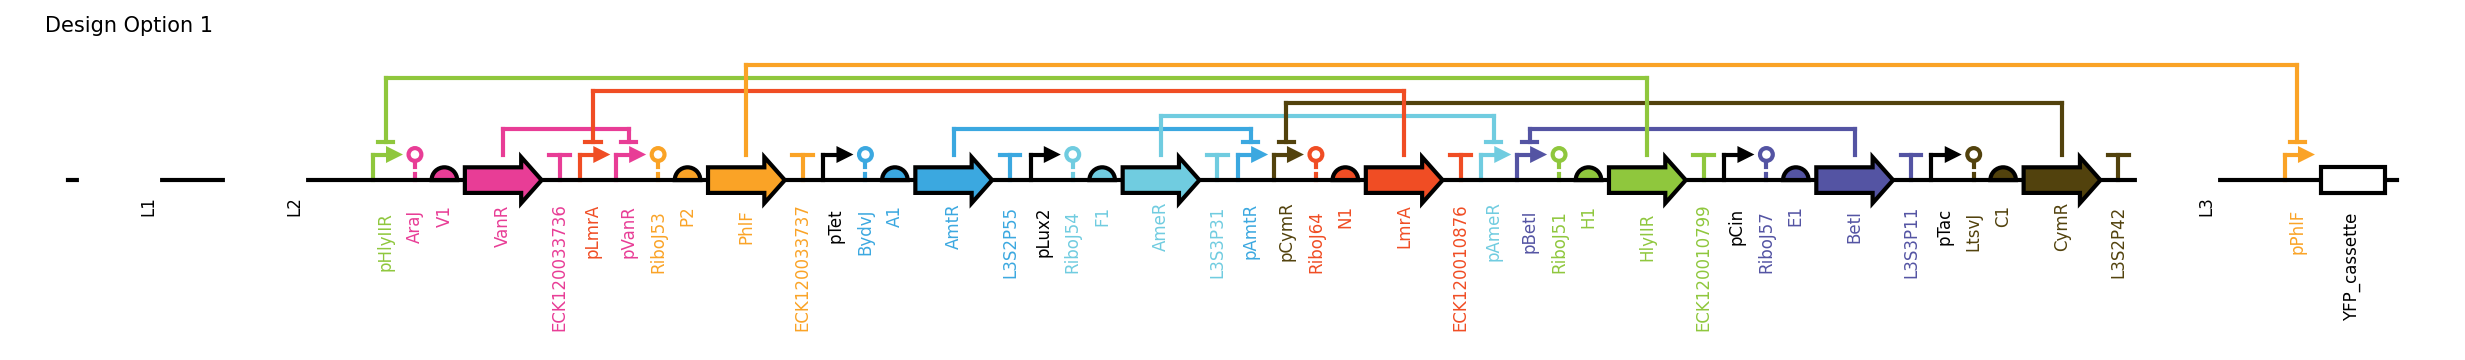 Design Option 1
L1
L2
pHlyIIR
AraJ
V1
VanR
ECK120033736
pLmrA
pVanR
RiboJ53
P2
PhlF
ECK120033737
pTet
BydvJ
A1
AmtR
L3S2P55
pLux2
RiboJ54
F1
AmeR
L3S3P31
pAmtR
pCymR
RiboJ64
N1
LmrA
ECK120010876
pAmeR
pBetI
RiboJ51
H1
HlyIIR
ECK120010799
pCin
RiboJ57
E1
BetI
L3S3P11
pTac
LtsvJ
C1
CymR
L3S2P42
L3
pPhlF
YFP_cassette